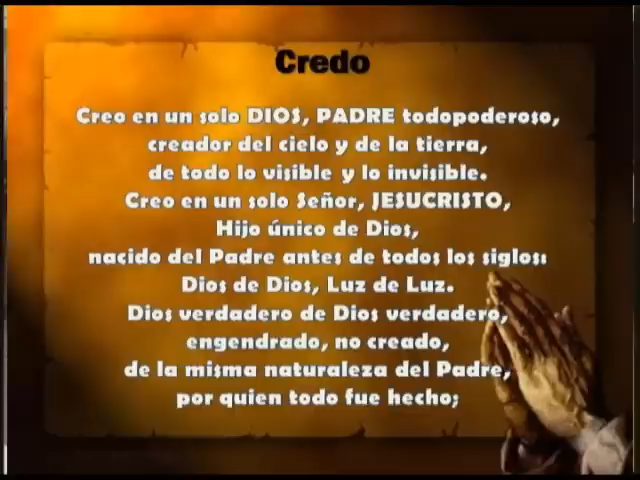 Credo
Creo en un solo DIOS, PADRE todopoderoso,
creador del cielo y de la tierra,
de todo lo visible y lo invisible.
Creo en un solo Señor, JESUCRISTO,
Hijo único de Dios,
nacido del Padre antes de todos los siglos:
Dios de Dios, Luz de Luz.
Dios verdadero de Dios verdadero,
engendrado, no creado,
de la misma naturaleza del Padre,
por quien todo fue hecho;